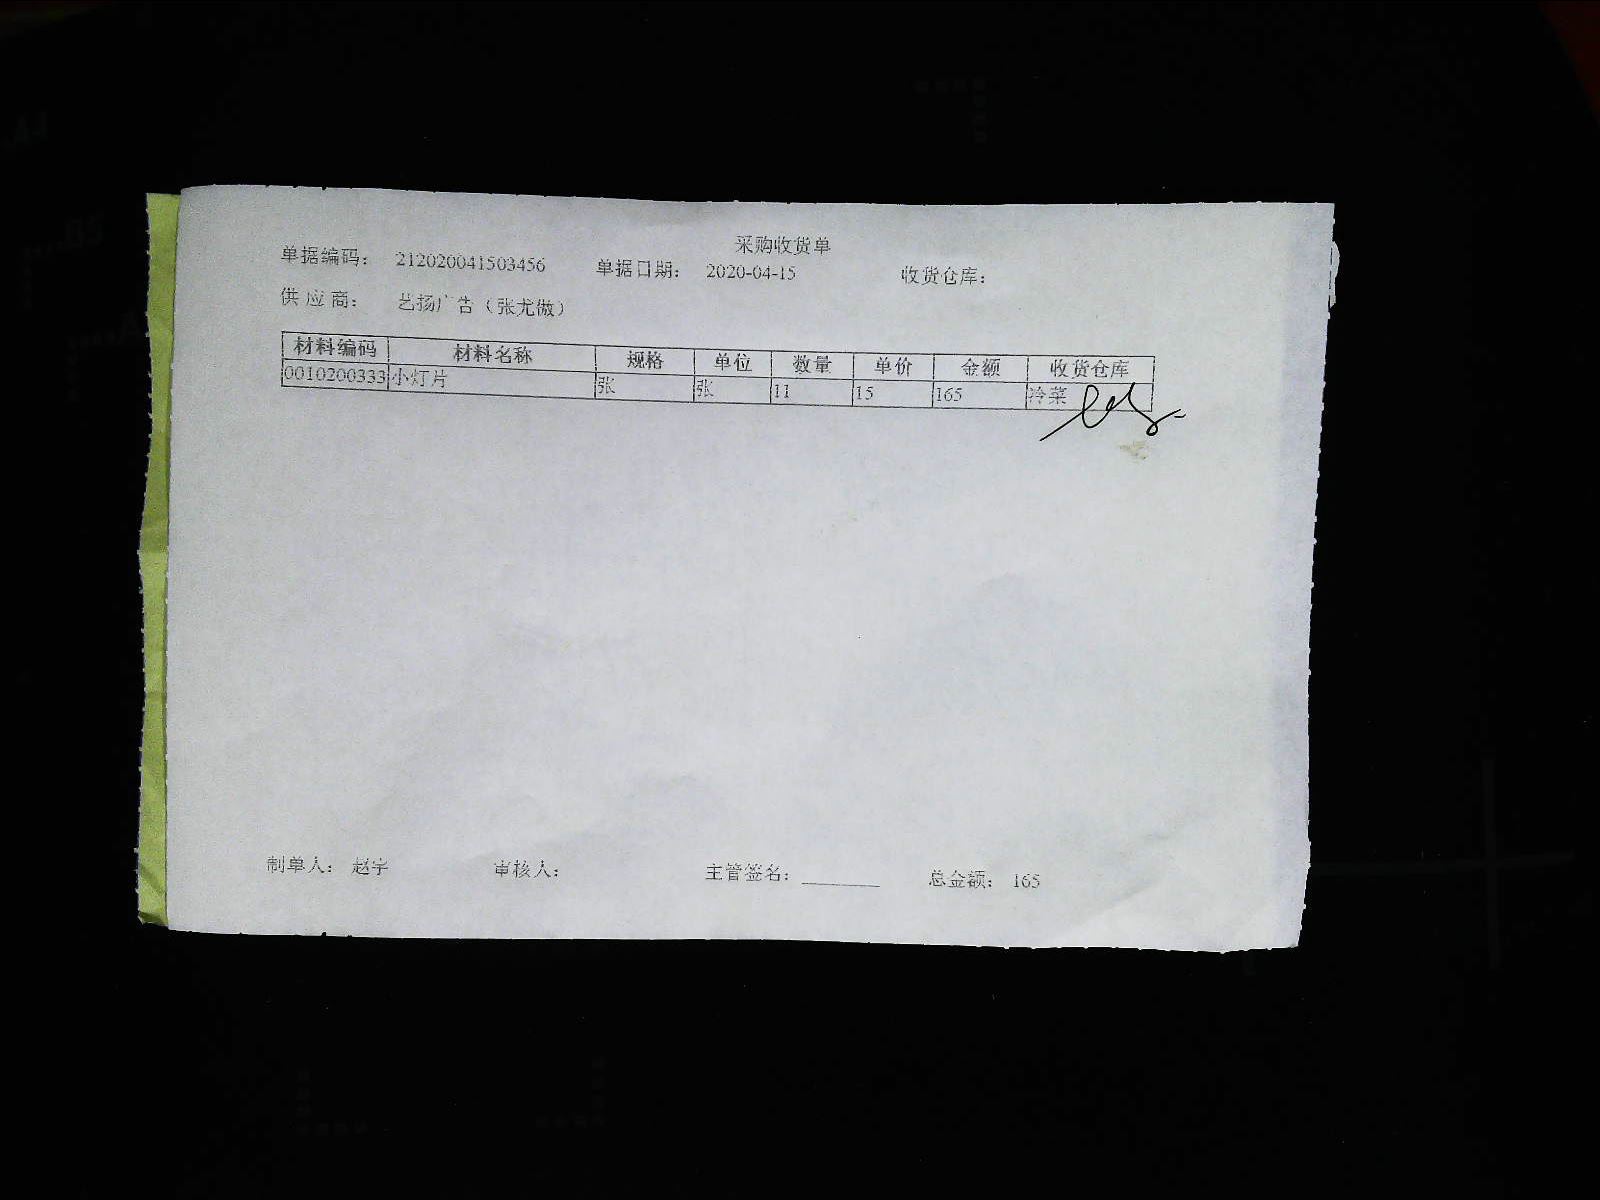 采购收货单
单据编码： 212020041503456 单据日期： 2020-04-15 收货仓库：
供 应 商： 艺扬广告（张尤傲）
材料编码 材料名称 规格 单位 数量 单价 金额 收货仓库
0010200333 小灯片 张 张 11 15 165 冷菜
制单人： 赵宇 审核人： 主管签名： 总金额： 165